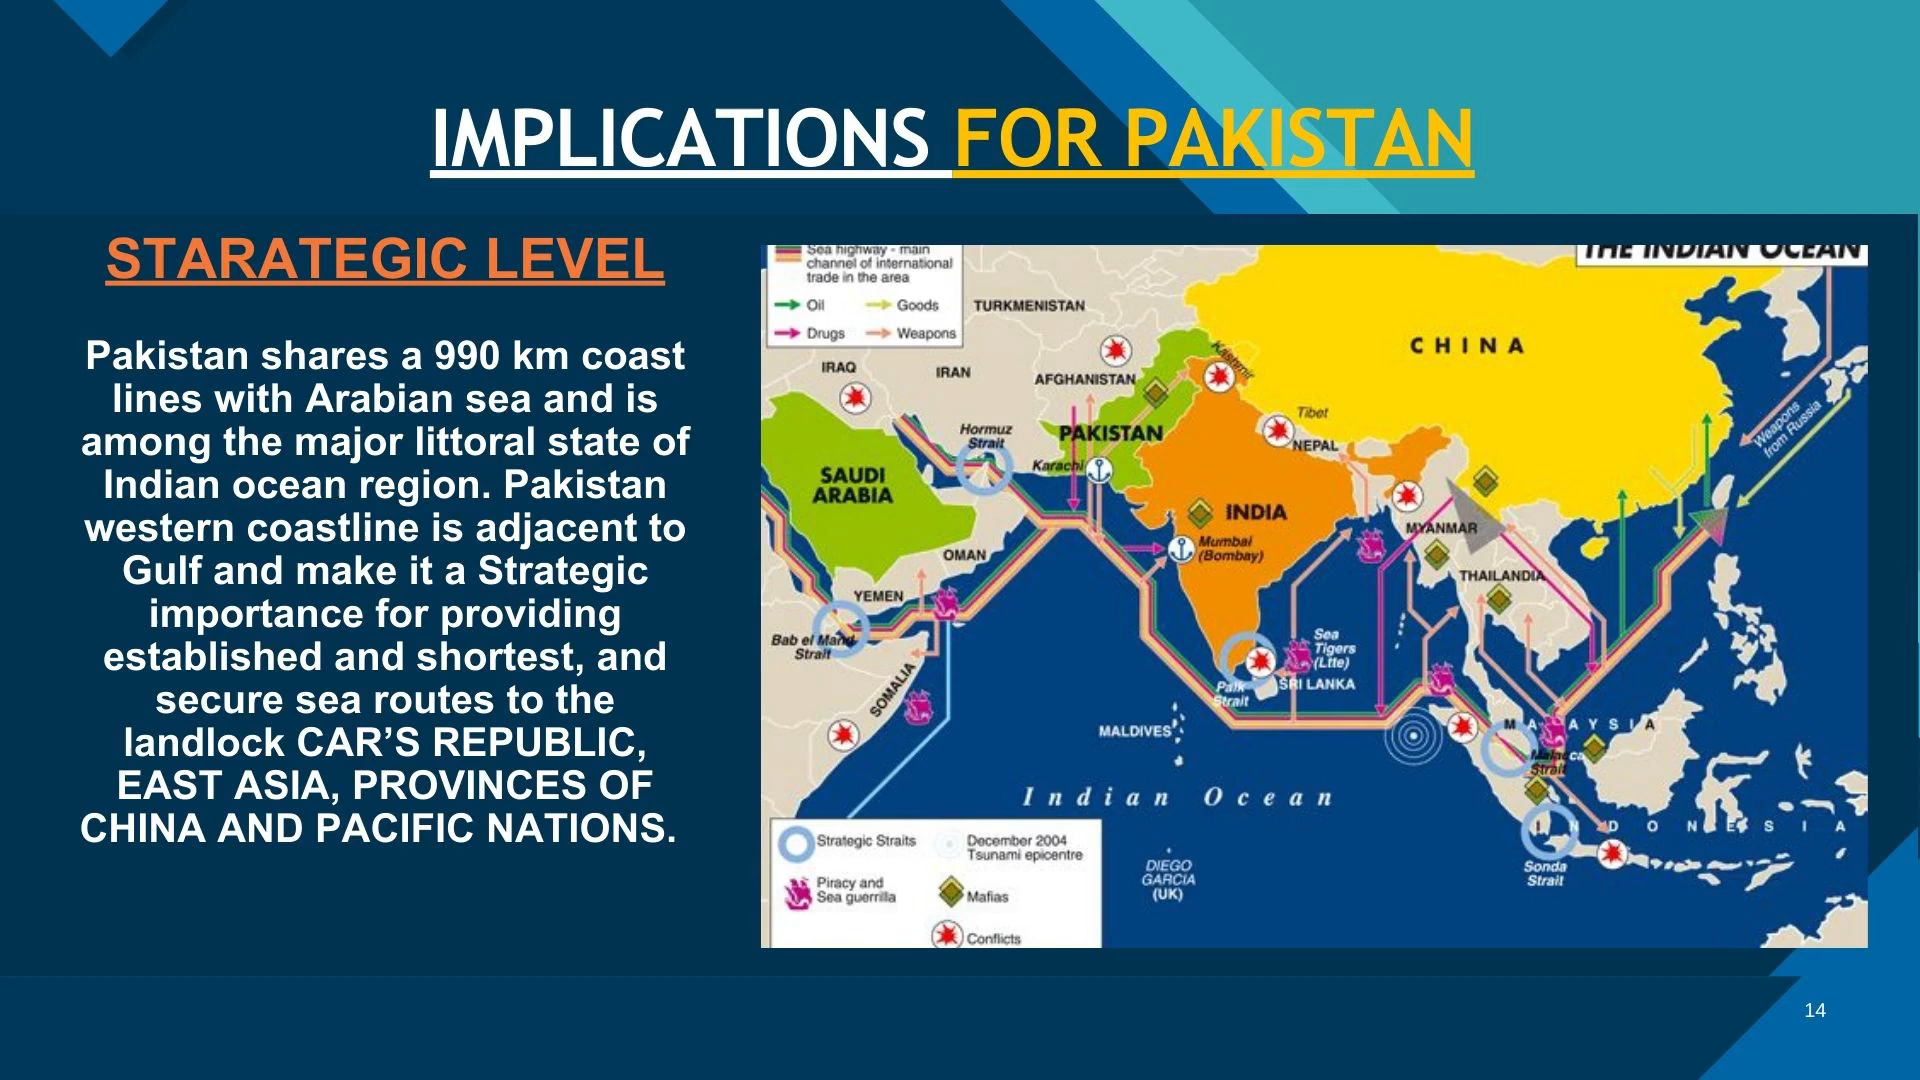 IMPLICATIONS FOR PAKISTAN
STARATEGIC LEVEL
Pakistan shares a 990 km coast
lines with Arabian sea and is
among the major littoral state of
Indian ocean region. Pakistan
western coastline is adjacent to
Gulf and make it a Strategic
importance for providing
established and shortest, and
secure sea routes to the
landlock CAR’S REPUBLIC,
EAST ASIA, PROVINCES OF
CHINA AND PACIFIC NATIONS.
THE INDIAN OCEAN
Sea highway - main
channel of international
trade in the area
Oil
Goods
Drugs
Weapons
TURKMENISTAN
CHINA
IRAQ
IRAN
AFGHANISTAN
Kashmir
Tibet
NEPAL
Hormuz
Strait
PAKISTAN
Karachi
Weapons
from Russia
SAUDI
ARABIA
INDIA
MYANMAR
Mumbai
(Bombay)
OMAN
THAILANDIA
YEMEN
Bab el Mand
Strait
SOMALIA
Sea
Tigers
(Ltte)
SRI LANKA
Palk
Strait
MALDIVES
MALAYSIA
Malacca
Strait
Indian Ocean
INDONESIA
Sonda
Strait
DIEGO
GARCIA
(UK)
Strategic Straits
December 2004
Tsunami epicentre
Piracy and
Sea guerrilla
Mafias
Conflicts
14